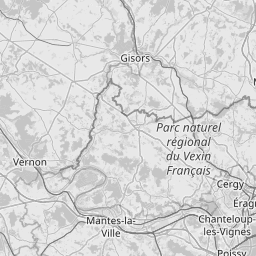 Gisors
Parc naturel
régional
du Vexin
Français
Vernon
Cergy
Éragn
Mantes-la-
Ville
Chanteloup-
les-Vignes
Poissy